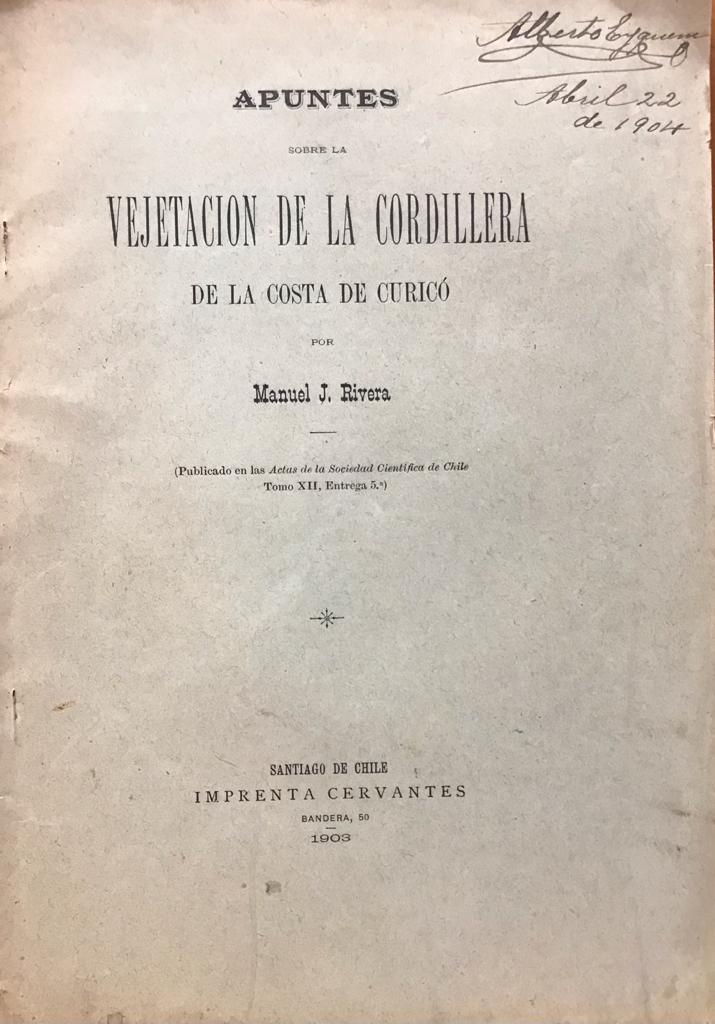 Alberto Eyquem
Abril 22
de 1904
APUNTES
SOBRE LA
VEJETACION DE LA CORDILLERA
DE LA COSTA DE CURICÓ
POR
Manuel J. Rivera
(Publicado en las Actas de la Sociedad Científica de Chile
Tomo XII, Entrega 5.ª)
SANTIAGO DE CHILE
IMPRENTA CERVANTES
BANDERA, 50
1903